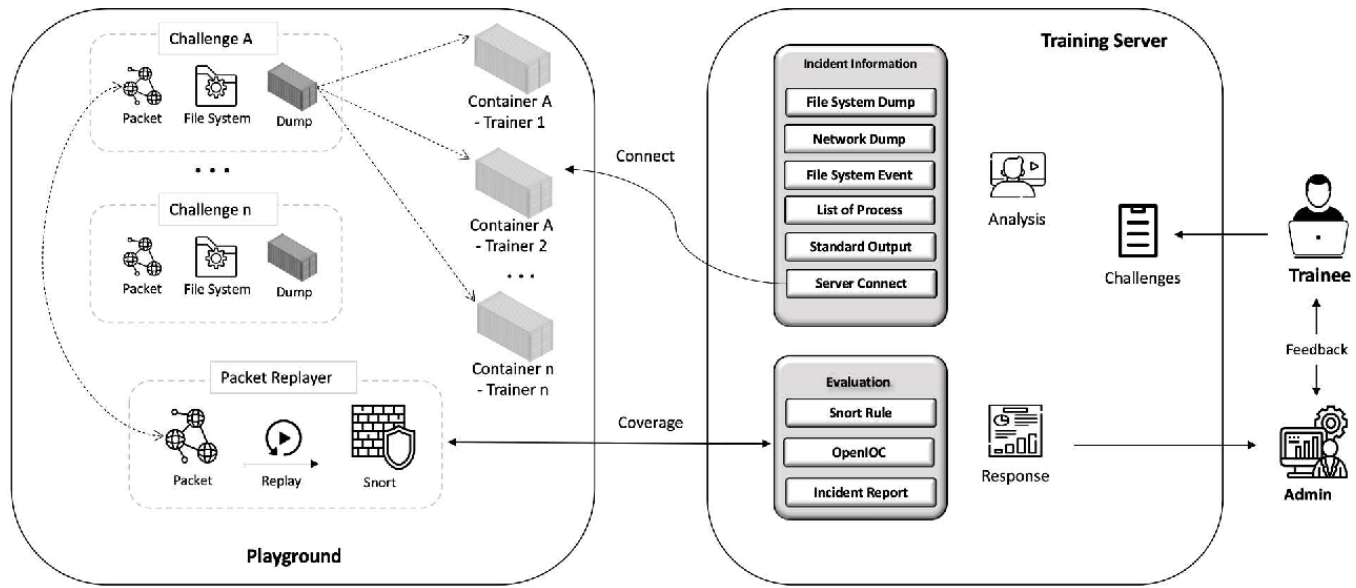 Challenge A
Packet
File System
Dump
Challenge n
Packet
File System
Dump
Packet Replayer
Packet
Replay
Snort
Playground
Container A
- Trainer 1
Container A
- Trainer 2
Container n
- Trainer n
Connect
Coverage
Training Server
Incident Information
File System Dump
Network Dump
File System Event
List of Process
Standard Output
Server Connect
Analysis
Challenges
Evaluation
Snort Rule
OpenIOC
Incident Report
Response
Trainee
Feedback
Admin